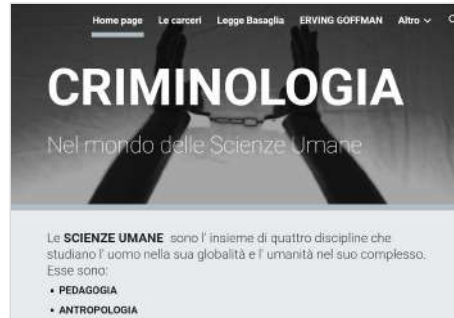 Home page Le carceri Legge Basaglia ERVING GOFFMAN Altro
CRIMINOLOGIA
Nel mondo delle Scienze Umane
Le SCIENZE UMANE sono l' insieme di quattro discipline che
studiano l' uomo nella sua globalità e l' umanità nel suo complesso.
Esse sono:
• PEDAGOGIA
• ANTROPOLOGIA